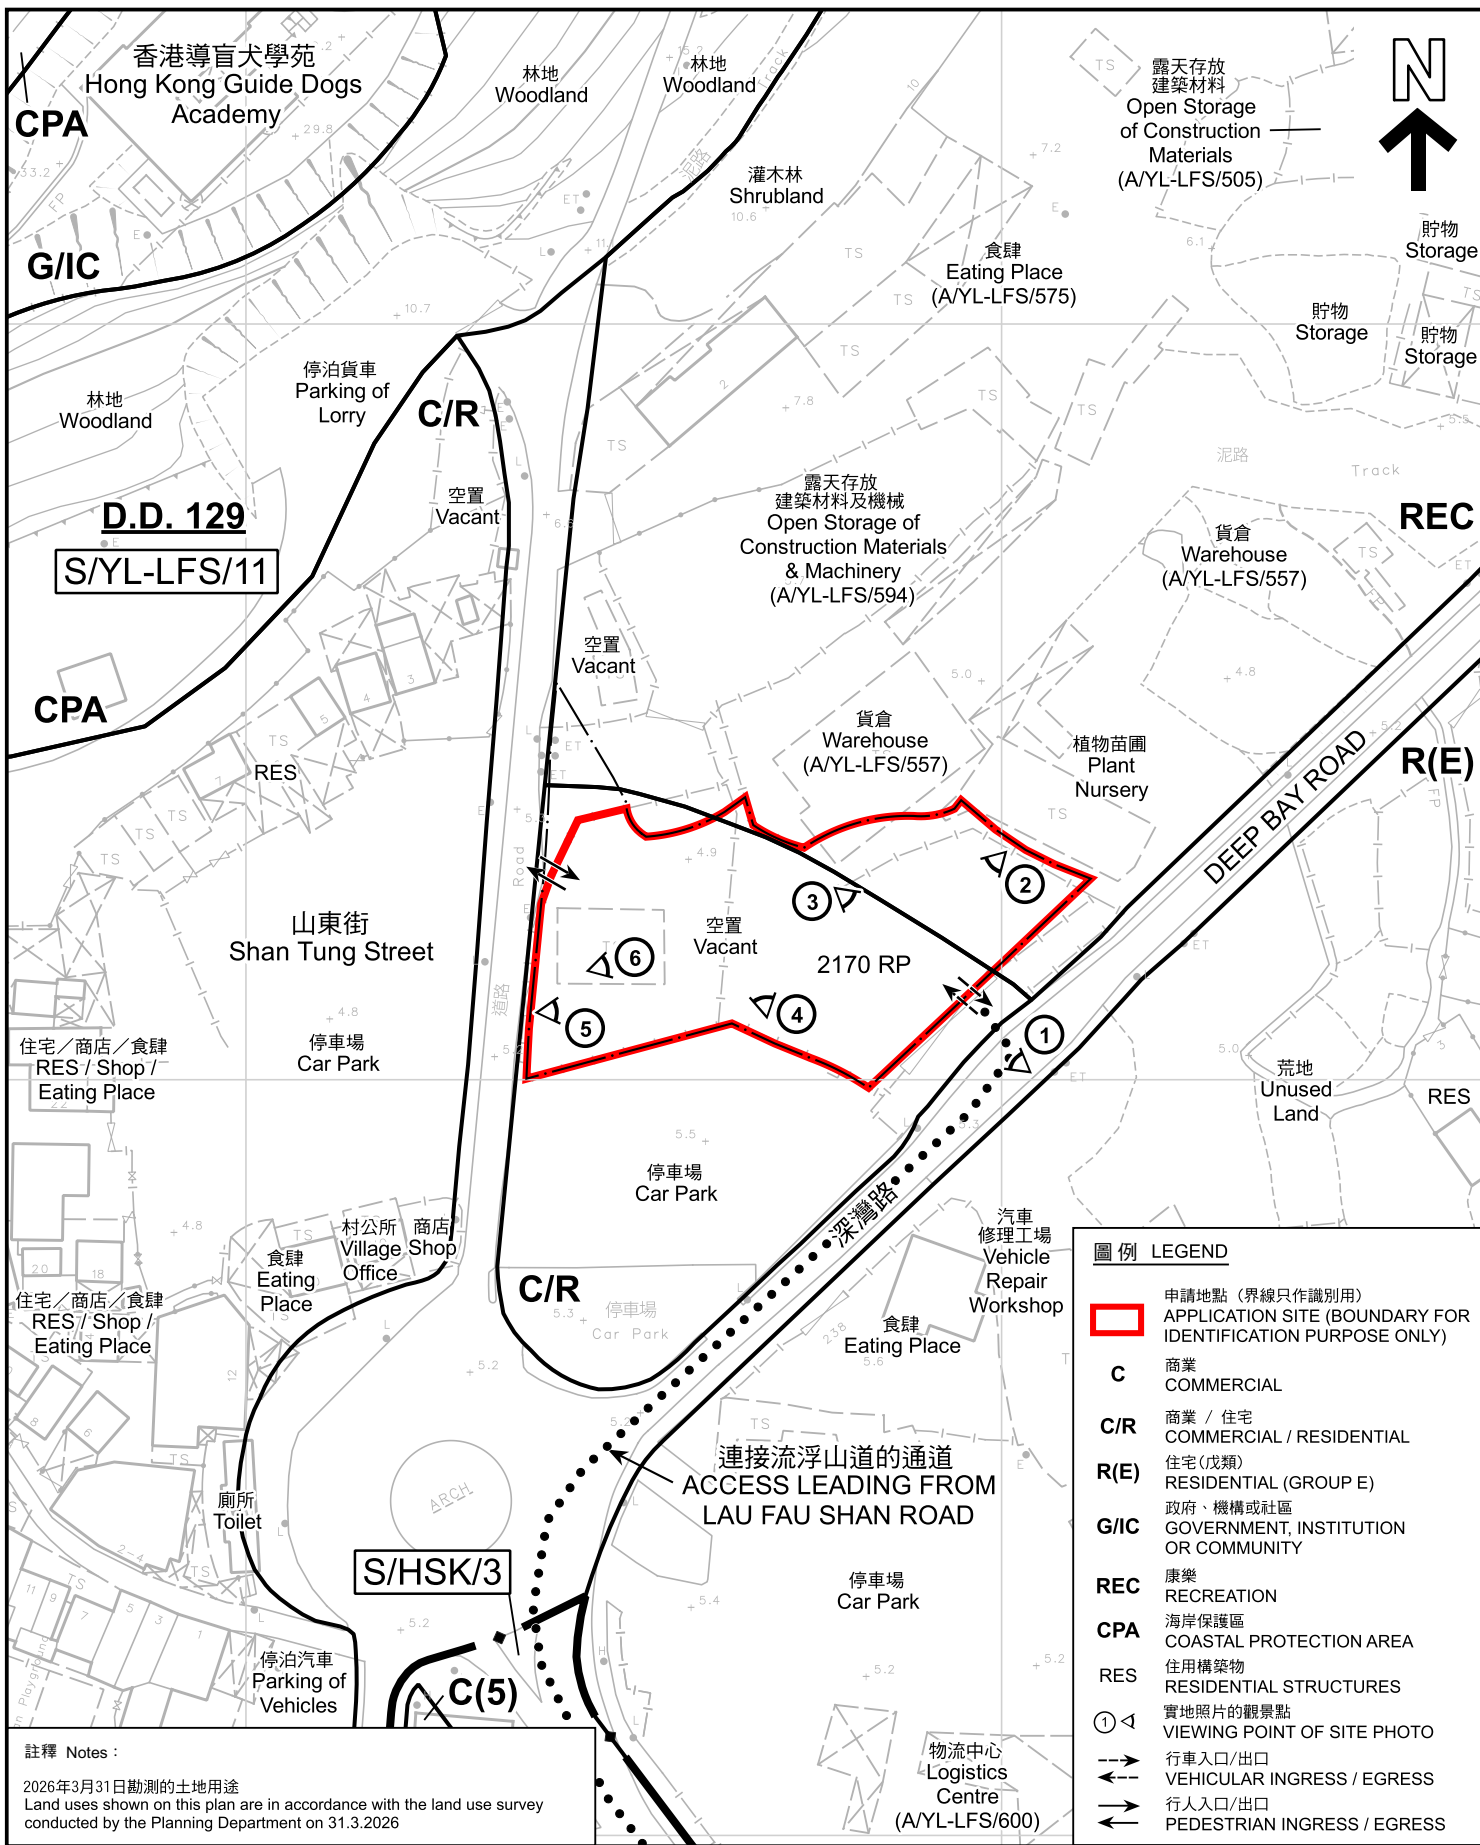 香港導盲犬學苑
Hong Kong Guide Dogs
Academy
CPA
G/IC
林地
Woodland
林地
Woodland
Track
泥路
灌木林
Shrubland
露天存放
建築材料
Open Storage
of Construction
Materials
(A/YL-LFS/505)
N
食肆
Eating Place
(A/YL-LFS/575)
貯物
Storage
貯物
Storage
貯物
Storage
停泊貨車
Parking of
Lorry
林地
Woodland
C/R
空置
Vacant
D.D. 129
S/YL-LFS/11
CPA
露天存放
建築材料及機械
Open Storage of
Construction Materials
& Machinery
(A/YL-LFS/594)
泥路
Track
REC
貨倉
Warehouse
(A/YL-LFS/557)
空置
Vacant
貨倉
Warehouse
(A/YL-LFS/557)
植物苗圃
Plant
Nursery
DEEP BAY ROAD
R(E)
RES
山東街
Shan Tung Street
Road
道路
空置
Vacant
2170 RP
1
2
3
4
5
6
停車場
Car Park
住宅／商店／食肆
RES / Shop /
Eating Place
荒地
Unused
Land
RES
停車場
Car Park
深灣路
村公所
Village
Office
商店
Shop
食肆
Eating
Place
住宅／商店／食肆
RES / Shop /
Eating Place
C/R
停車場
Car Park
汽車
修理工場
Vehicle
Repair
Workshop
食肆
Eating Place
連接流浮山道的通道
ACCESS LEADING FROM
LAU FAU SHAN ROAD
ARCH
廁所
Toilet
S/HSK/3
停車場
Car Park
停泊汽車
Parking of
Vehicles
C(5)
物流中心
Logistics
Centre
(A/YL-LFS/600)
註釋 Notes：
2026年3月31日勘測的土地用途
Land uses shown on this plan are in accordance with the land use survey
conducted by the Planning Department on 31.3.2026
圖例 LEGEND
申請地點（界線只作識別用）
APPLICATION SITE (BOUNDARY FOR
IDENTIFICATION PURPOSE ONLY)
C 商業
COMMERCIAL
C/R 商業 / 住宅
COMMERCIAL / RESIDENTIAL
R(E) 住宅(戊類)
RESIDENTIAL (GROUP E)
G/IC 政府、機構或社區
GOVERNMENT, INSTITUTION
OR COMMUNITY
REC 康樂
RECREATION
CPA 海岸保護區
COASTAL PROTECTION AREA
RES 住用構築物
RESIDENTIAL STRUCTURES
1 實地照片的觀景點
VIEWING POINT OF SITE PHOTO
行車入口/出口
VEHICULAR INGRESS / EGRESS
行人入口/出口
PEDESTRIAN INGRESS / EGRESS